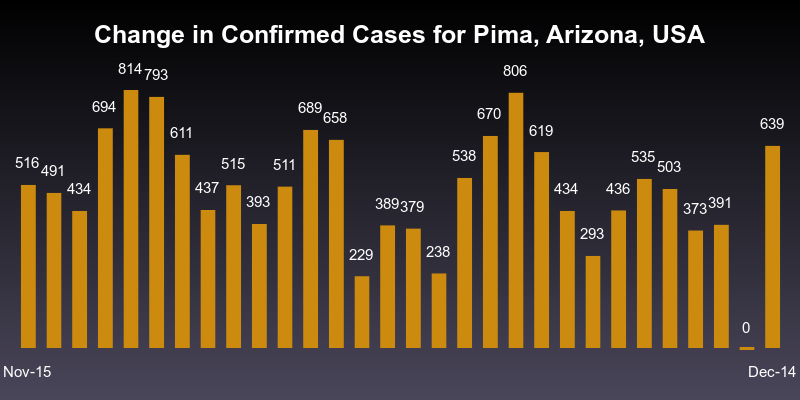 Change in Confirmed Cases for Pima, Arizona, USA
516 491 434 694 814 793 611 437 515 393 511 689 658 229 389 379 238 538 670 806 619 434 293 436 535 503 373 391 0 639
Nov-15 Dec-14